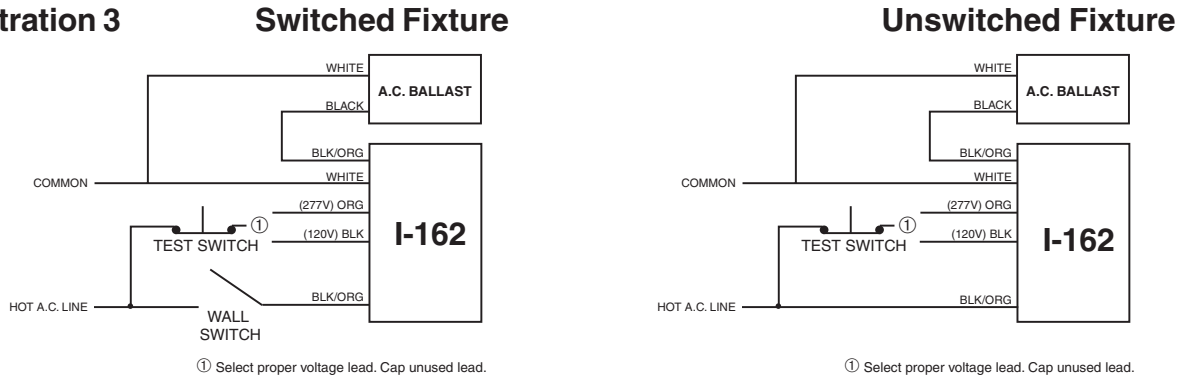 tration 3
Switched Fixture
WHITE
A.C. BALLAST
BLACK
BLK/ORG
COMMON
WHITE
(277V) ORG
①
TEST SWITCH
(120V) BLK
I-162
HOT A.C. LINE
BLK/ORG
WALL
SWITCH
① Select proper voltage lead. Cap unused lead.
Unswitched Fixture
WHITE
A.C. BALLAST
BLACK
BLK/ORG
COMMON
WHITE
(277V) ORG
①
TEST SWITCH
(120V) BLK
I-162
HOT A.C. LINE
BLK/ORG
① Select proper voltage lead. Cap unused lead.